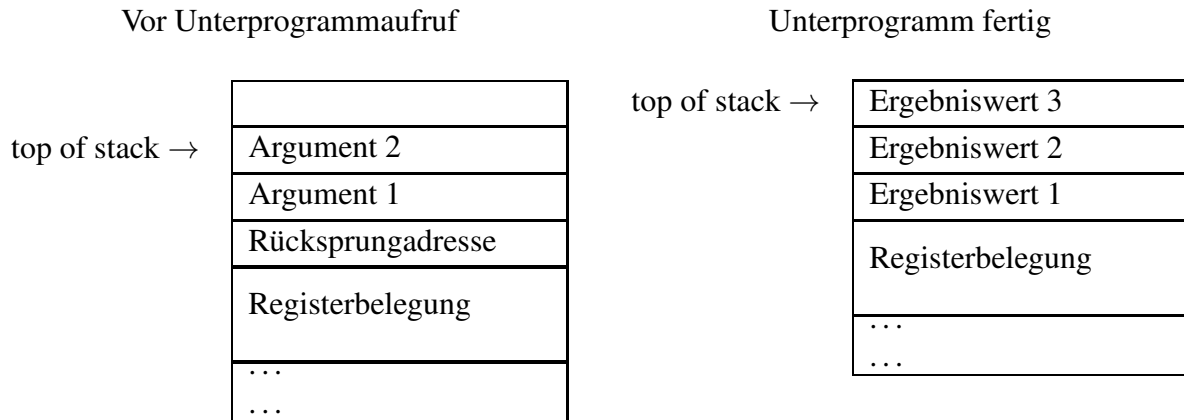 Vor Unterprogrammaufruf
top of stack →
Argument 2
Argument 1
Rücksprungadresse
Registerbelegung
. . .
. . .
Unterprogramm fertig
top of stack →
Ergebniswert 3
Ergebniswert 2
Ergebniswert 1
Registerbelegung
. . .
. . .